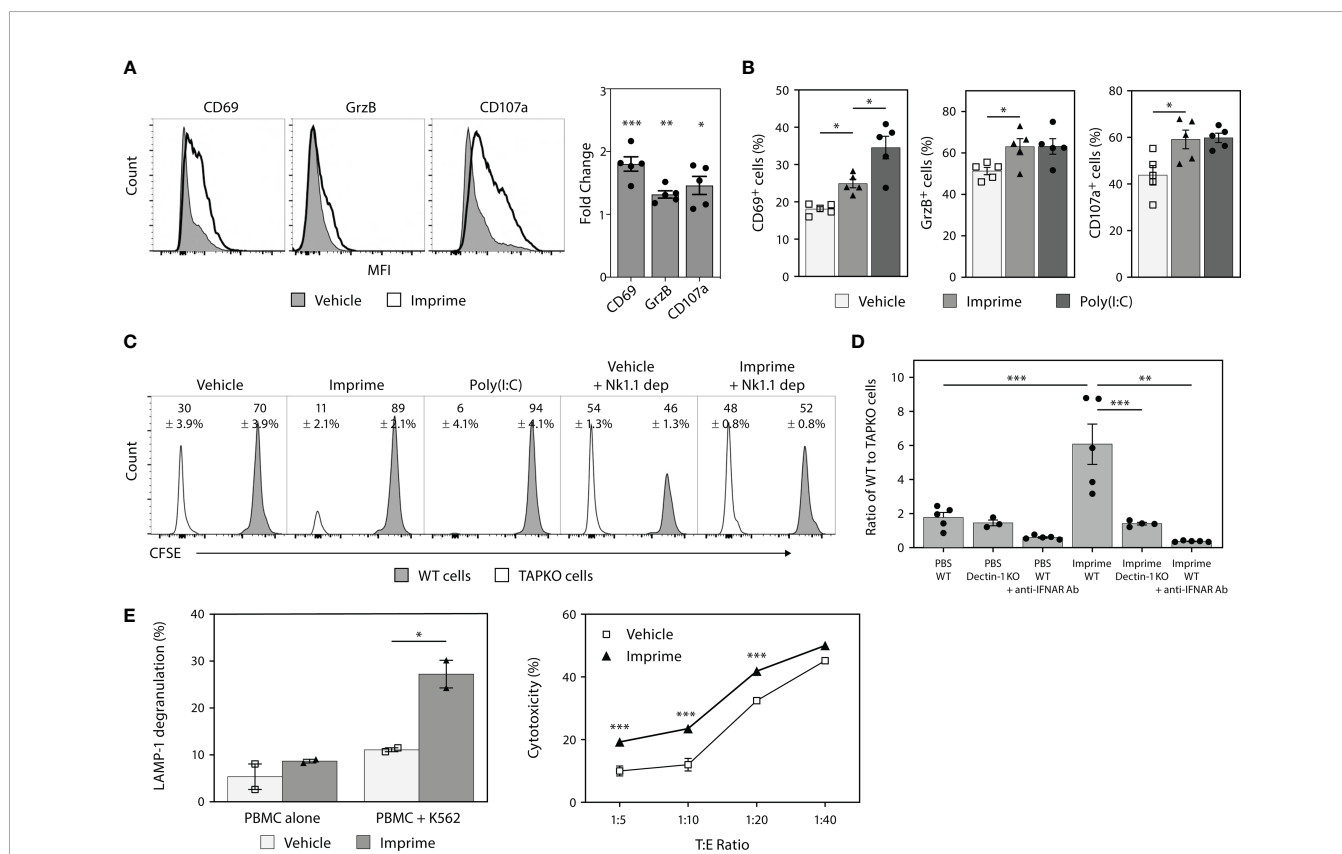 A
CD69
GrzB
CD107a
Count
MFI
Vehicle
Imprime
Fold Change
3
2
1
0
***
**
*
CD69
GrzB
CD107a
B
CD69+ cells (%)
50
40
30
20
10
0
*
*
GrzB+ cells (%)
80
60
40
20
0
*
CD107a+ cells (%)
80
60
40
20
0
*
Vehicle
Imprime
Poly(I:C)
C
Vehicle
Imprime
Poly(I:C)
Vehicle
+ Nk1.1 dep
Imprime
+ Nk1.1 dep
30
± 3.9%
70
± 3.9%
11
± 2.1%
89
± 2.1%
6
± 4.1%
94
± 4.1%
54
± 1.3%
46
± 1.3%
48
± 0.8%
52
± 0.8%
Count
CFSE
WT cells
TAPKO cells
D
Ratio of WT to TAPKO cells
10
8
6
4
2
0
***
**
***
PBS
WT
PBS
Dectin-1 KO
PBS
WT
+ anti-IFNAR Ab
Imprime
WT
Imprime
Dectin-1 KO
Imprime
WT
+ anti-IFNAR Ab
E
LAMP-1 degranulation (%)
40
30
20
10
0
*
PBMC alone
PBMC + K562
Vehicle
Imprime
Cytotoxicity (%)
60
40
20
0
Vehicle
Imprime
***
***
***
1:5
1:10
1:20
1:40
T:E Ratio